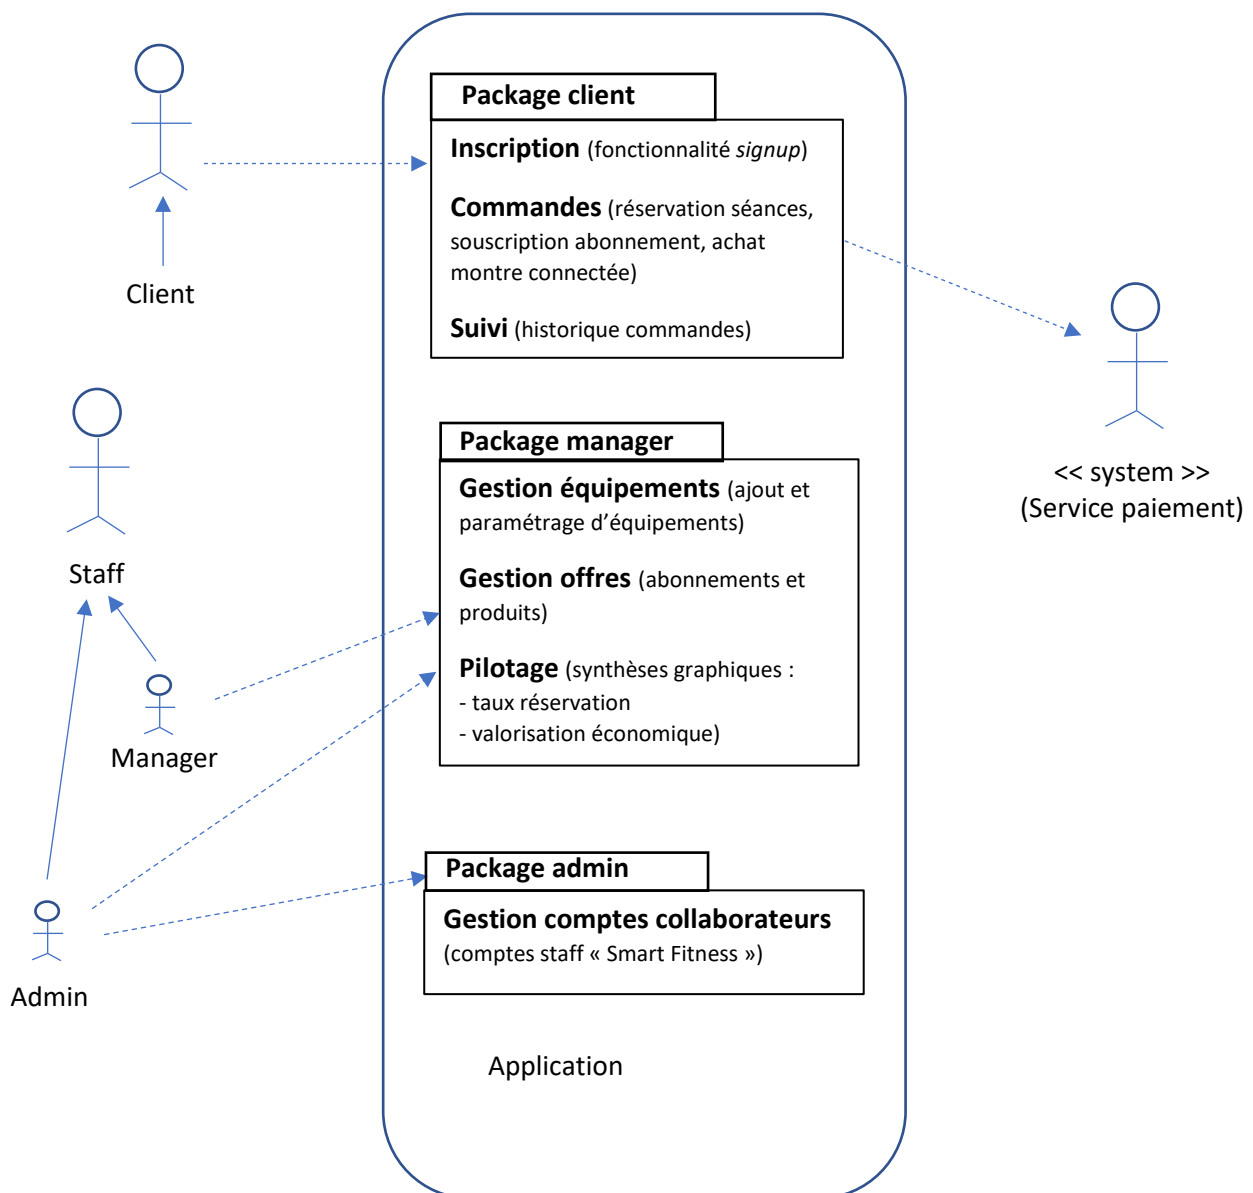 Package client
Inscription (fonctionnalité signup)
Commandes (réservation séances,
souscription abonnement, achat
montre connectée)
Suivi (historique commandes)
Client
<< system >>
(Service paiement)
Package manager
Gestion équipements (ajout et
paramétrage d’équipements)
Gestion offres (abonnements et
produits)
Pilotage (synthèses graphiques :
- taux réservation
- valorisation économique)
Staff
Manager
Package admin
Gestion comptes collaborateurs
(comptes staff « Smart Fitness »)
Admin
Application